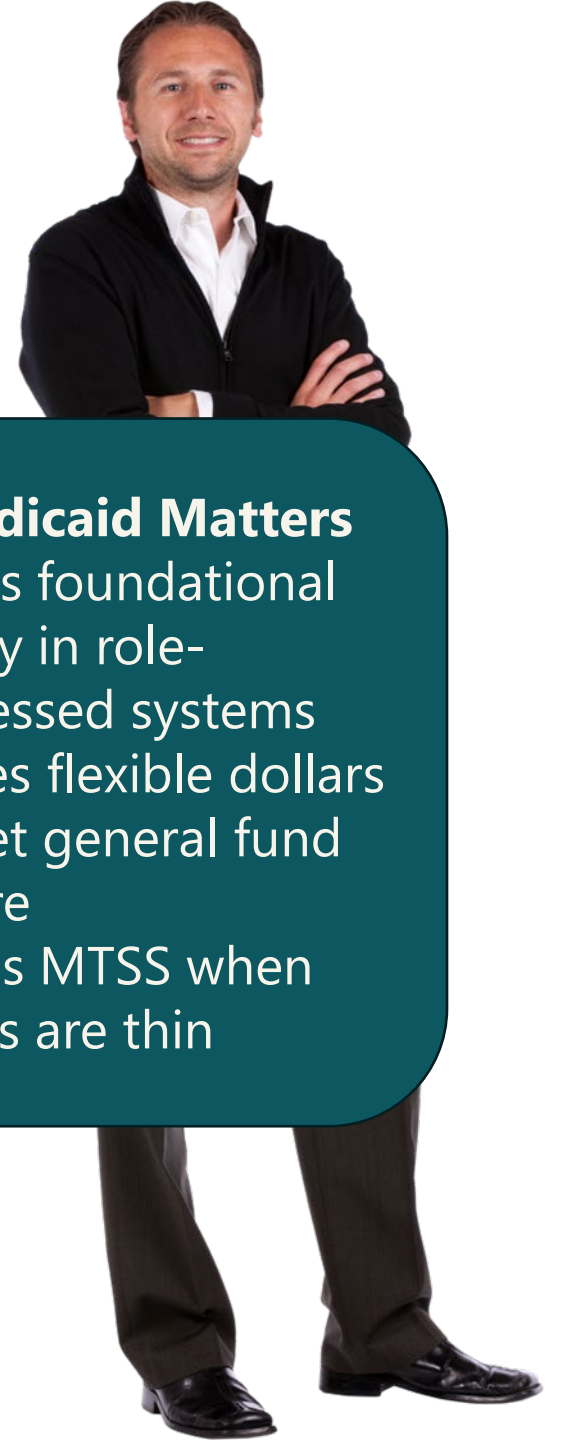 dicaid Matters
s foundational
y in role-
essed systems
es flexible dollars
et general fund
re
s MTSS when
s are thin